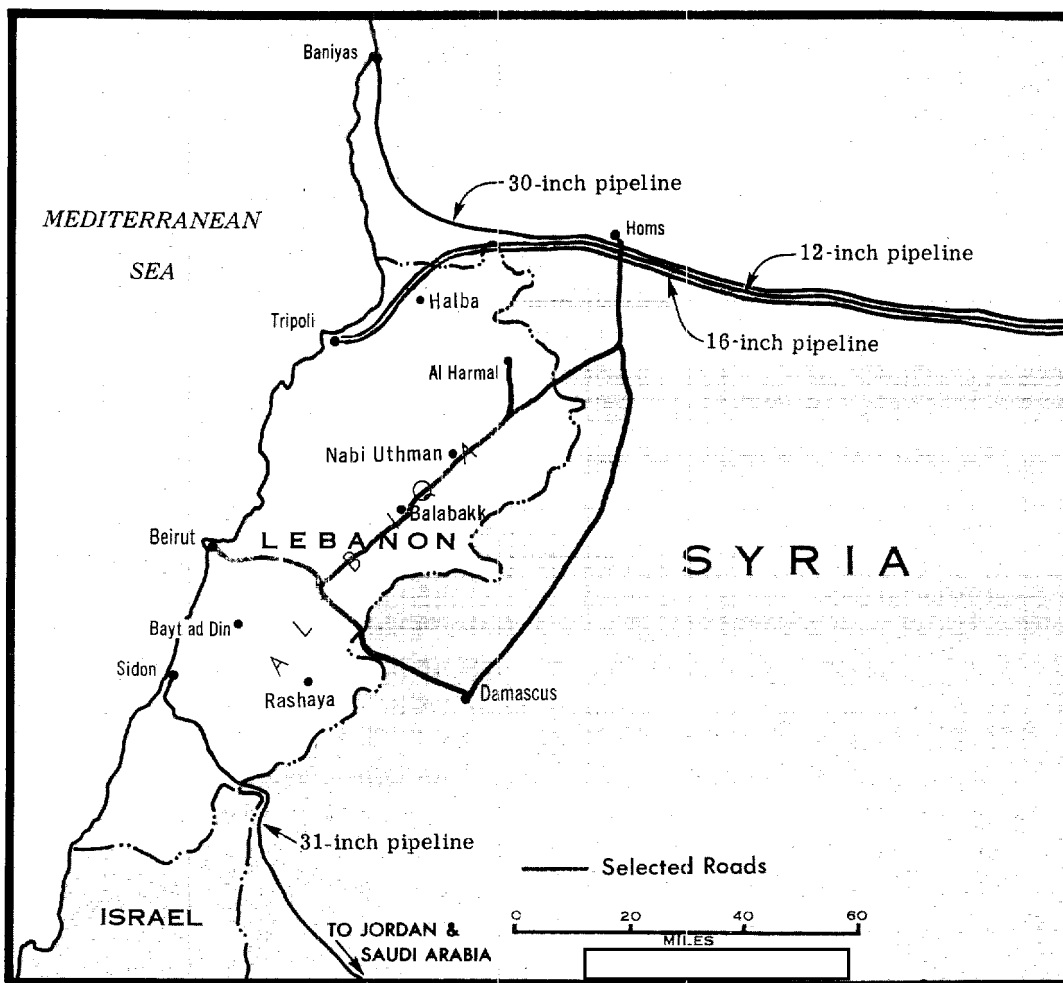 Baniyas
30-inch pipeline
MEDITERRANEAN
SEA
Homs
12-inch pipeline
Halba
Tripoli
16-inch pipeline
Al Harmal
Nabi Uthman
Balabakk
Beirut
LEBANON
AL BIQA
SYRIA
Bayt ad Din
Sidon
Rashaya
Damascus
31-inch pipeline
Selected Roads
ISRAEL
0 20 40 60
MILES
TO JORDAN &
SAUDI ARABIA